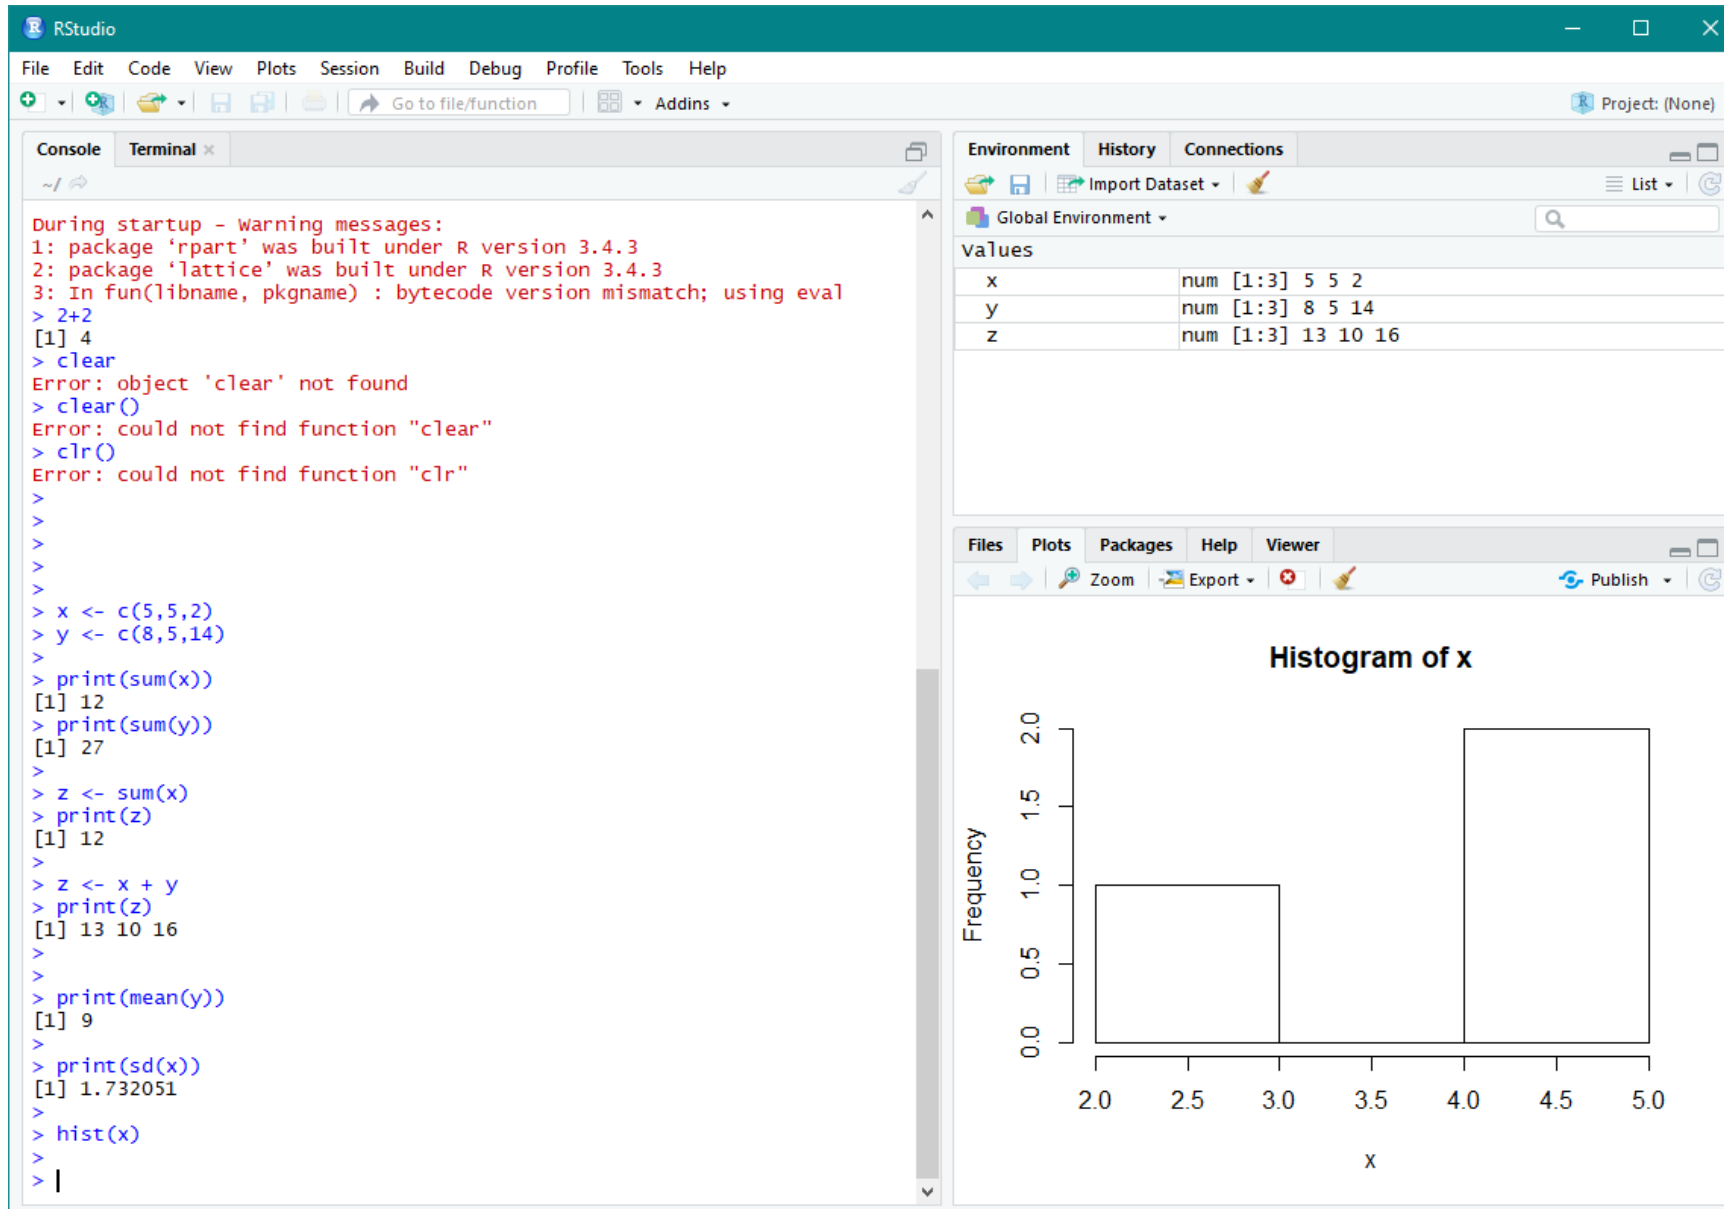 RStudio
File Edit Code View Plots Session Build Debug Profile Tools Help
Go to file/function Addins Project: (None)
Console Terminal
~/
During startup - Warning messages:
1: package ‘rpart’ was built under R version 3.4.3
2: package ‘lattice’ was built under R version 3.4.3
3: In fun(libname, pkgname) : bytecode version mismatch; using eval
> 2+2
[1] 4
> clear
Error: object 'clear' not found
> clear()
Error: could not find function "clear"
> clr()
Error: could not find function "clr"
>
>
>
>
>
> x <- c(5,5,2)
> y <- c(8,5,14)
>
> print(sum(x))
[1] 12
> print(sum(y))
[1] 27
>
> z <- sum(x)
> print(z)
[1] 12
>
> z <- x + y
> print(z)
[1] 13 10 16
>
>
> print(mean(y))
[1] 9
>
> print(sd(x))
[1] 1.732051
>
> hist(x)
>
>
Environment History Connections
Import Dataset List
Global Environment
Values
x num [1:3] 5 5 2
y num [1:3] 8 5 14
z num [1:3] 13 10 16
Files Plots Packages Help Viewer
Zoom Export Publish
Histogram of x
Frequency
2.0
1.5
1.0
0.5
0.0
2.0 2.5 3.0 3.5 4.0 4.5 5.0
x